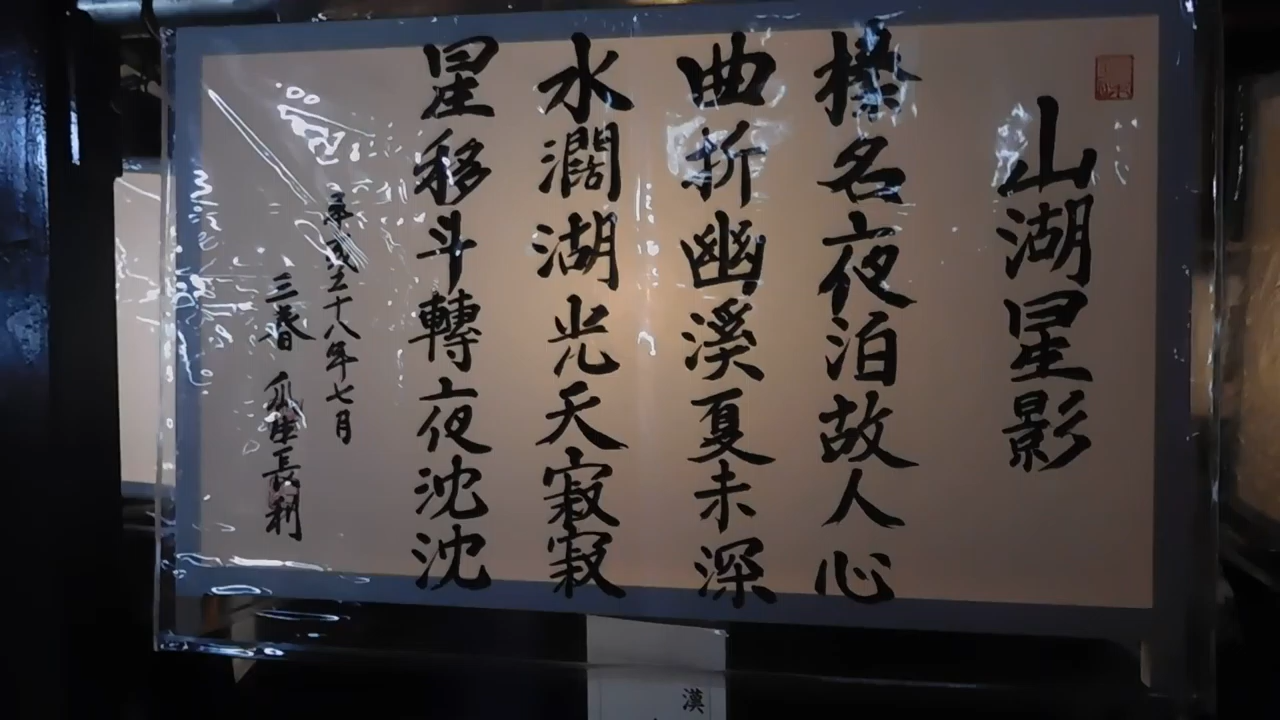 山湖星影
榛名夜泊故人心
曲折幽溪夏未深
水濶湖光天寂寂
星移斗轉夜沈沈
平成二十八年七月
三春 爪生長利
漢